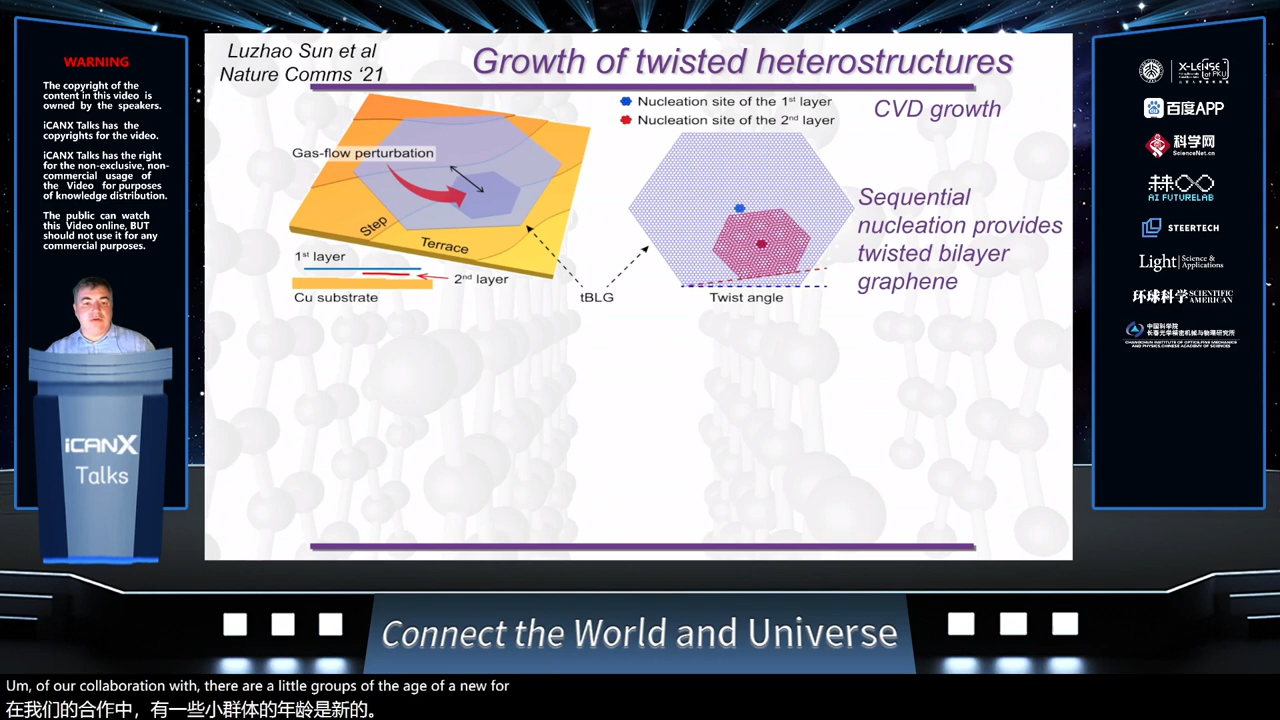 WARNING
The copyright of the
content in this video is
owned by the speakers.
iCANX Talks has the
copyrights for the video.
iCANX Talks has the right
for the non-exclusive, non-
commercial usage of
the Video for purposes
of knowledge distribution.
The public can watch
this Video online, BUT
should not use it for any
commercial purposes.
iCANX
Talks
Luzhao Sun et al
Nature Comms ‘21
Growth of twisted heterostructures
Gas-flow perturbation
Step
Terrace
1st layer
2nd layer
Cu substrate
tBLG
Nucleation site of the 1st layer
Nucleation site of the 2nd layer
Twist angle
CVD growth
Sequential
nucleation provides
twisted bilayer
graphene
X-LENSE
at PKU
百度APP
科学网
ScienceNet.cn
未来
AI FUTURELAB
STEERTECH
Light Science &
Applications
环球科学 SCIENTIFIC
AMERICAN
中国科学院
长春光学精密机械与物理研究所
CHANGCHUN INSTITUTE OF OPTICS,FINE MECHANICS
AND PHYSICS,CHINESE ACADEMY OF SCIENCES
Connect the World and Universe
Um, of our collaboration with, there are a little groups of the age of a new for
在我们的合作中，有一些小群体的年龄是新的。